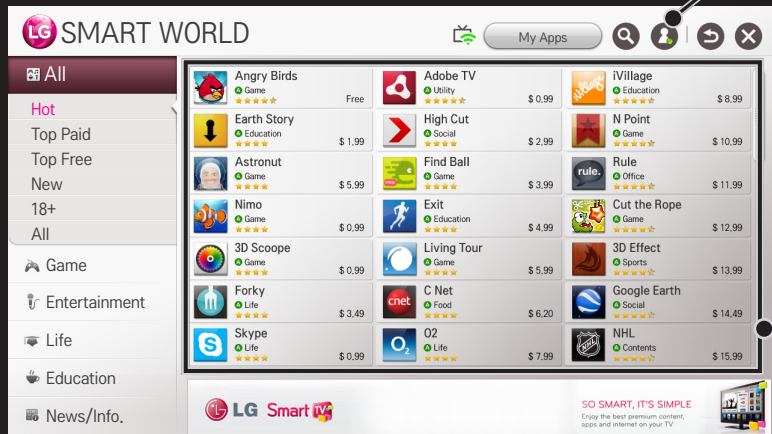 LG SMART WORLD
My Apps
All
Hot
Top Paid
Top Free
New
18+
All
Game
Entertainment
Life
Education
News/Info.
Angry Birds
A Game
Free
Adobe TV
A Utility
$ 0,99
iVillage
A Education
$ 8,99
Earth Story
A Education
$ 1,99
High Cut
A Social
$ 2,99
N Point
A Game
$ 10,99
Astronut
A Game
$ 5,99
PRO
Find Ball
A Game
$ 3,99
rule.
Rule
A Office
$ 11,99
Nimo
A Game
$ 0,99
Exit
A Education
$ 4,99
Cut the Rope
A Game
$ 12,99
3D Scoope
A Game
$ 0,99
Living Tour
A Game
$ 5,99
3D Effect
A Sports
$ 13,99
Forky
A Life
$ 3,49
cnet
C Net
A Food
$ 6,20
Google Earth
A Social
$ 14,49
Skype
A Life
$ 0,99
O2
O2
A Life
$ 7,99
NHL
NHL
A Contents
$ 15,99
LG Smart TV
SO SMART, IT'S SIMPLE
Enjoy the best premium content,
apps and internet on your TV